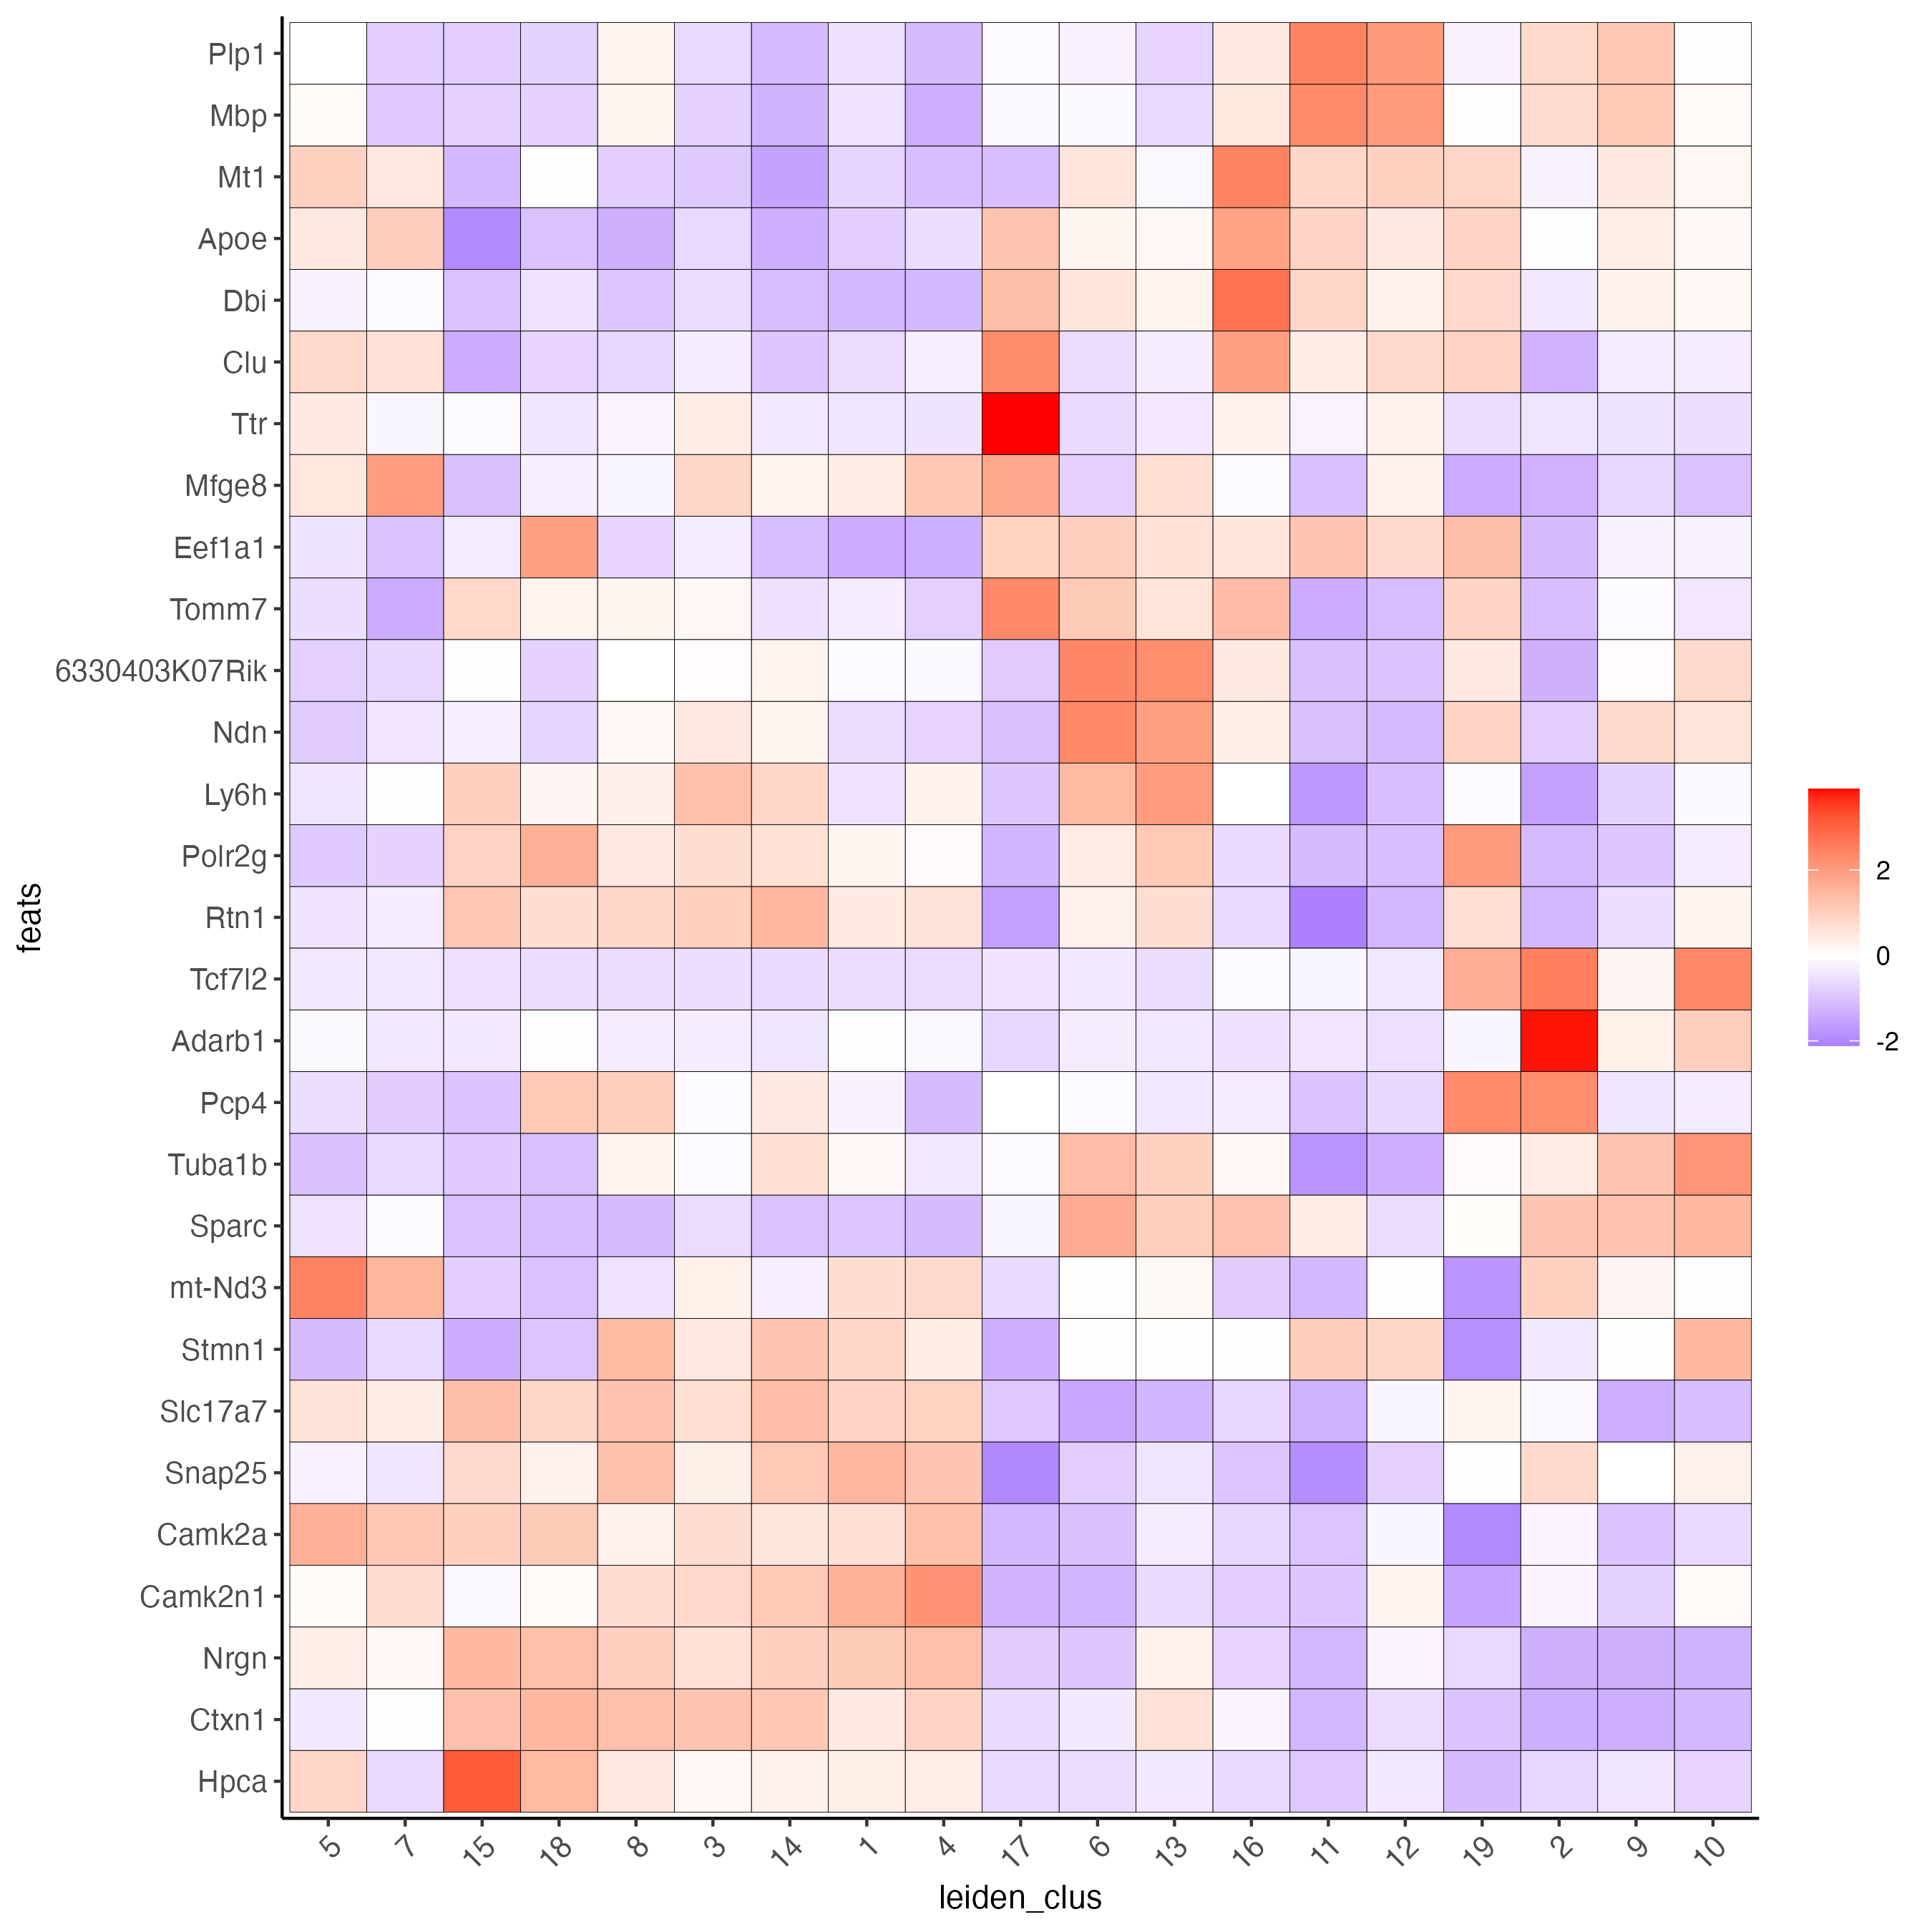 Plp1
Mbp
Mt1
Apoe
Dbi
Clu
Ttr
Mfge8
Eef1a1
Tomm7
6330403K07Rik
Ndn
Ly6h
Polr2g
Rtn1
Tcf7l2
Adarb1
Pcp4
Tuba1b
Sparc
mt-Nd3
Stmn1
Slc17a7
Snap25
Camk2a
Camk2n1
Nrgn
Ctxn1
Hpca
feats
5 7 15 18 8 3 14 1 4 17 6 13 16 11 12 19 2 9 10
leiden_clus
2
0
-2